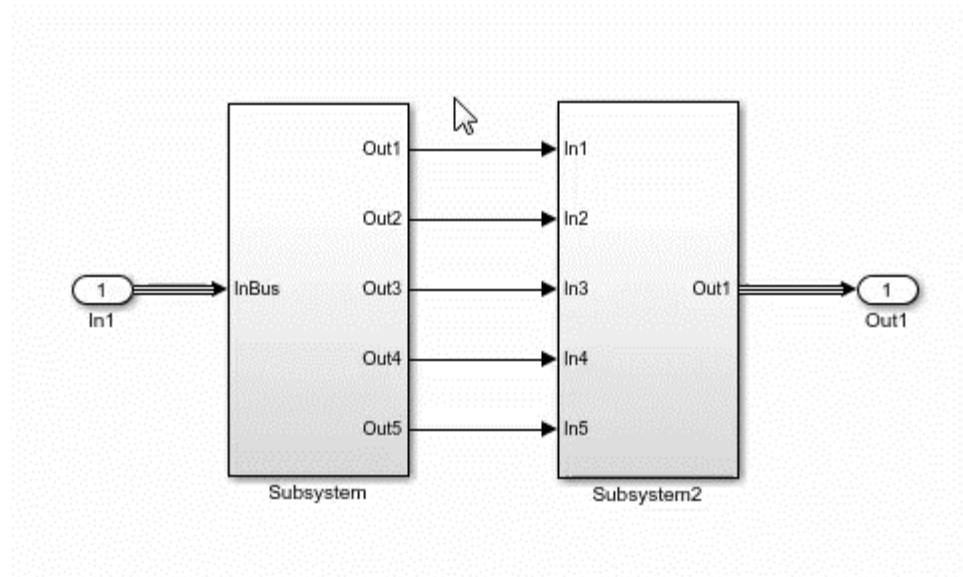 Out1 In1
Out2 In2
1 InBus Out3 In3 Out1 1
In1 Out1
Out4 In4
Out5 In5
Subsystem Subsystem2